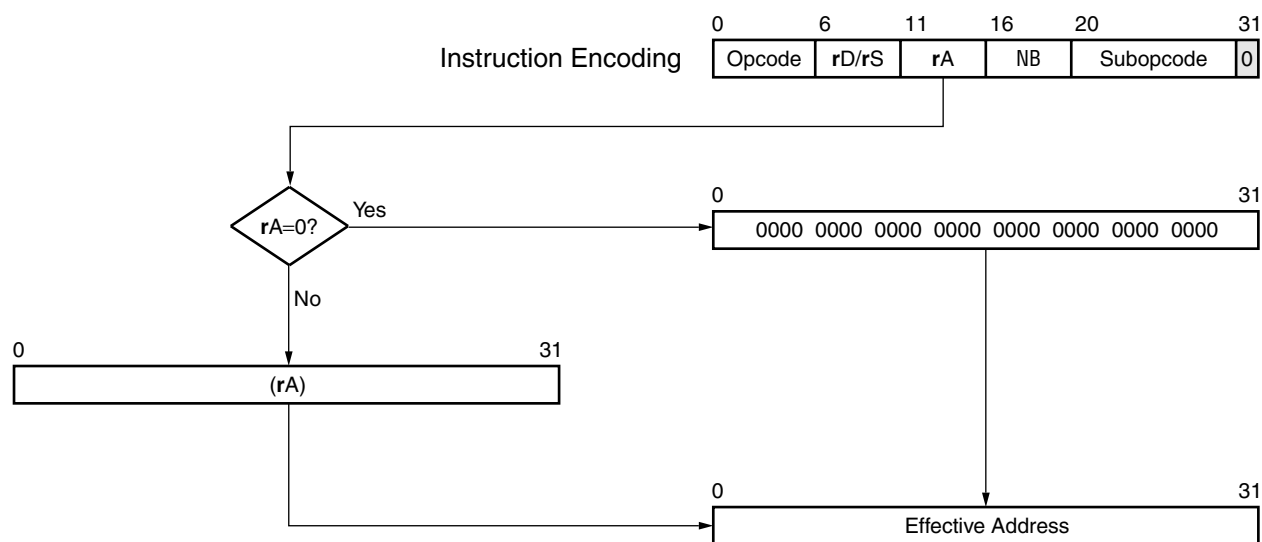 0 6 11 16 20 31
Instruction Encoding Opcode rD/rS rA NB Subopcode 0
rA=0? Yes
0 31
0000 0000 0000 0000 0000 0000 0000 0000
No
0 31
(rA)
0 31
Effective Address